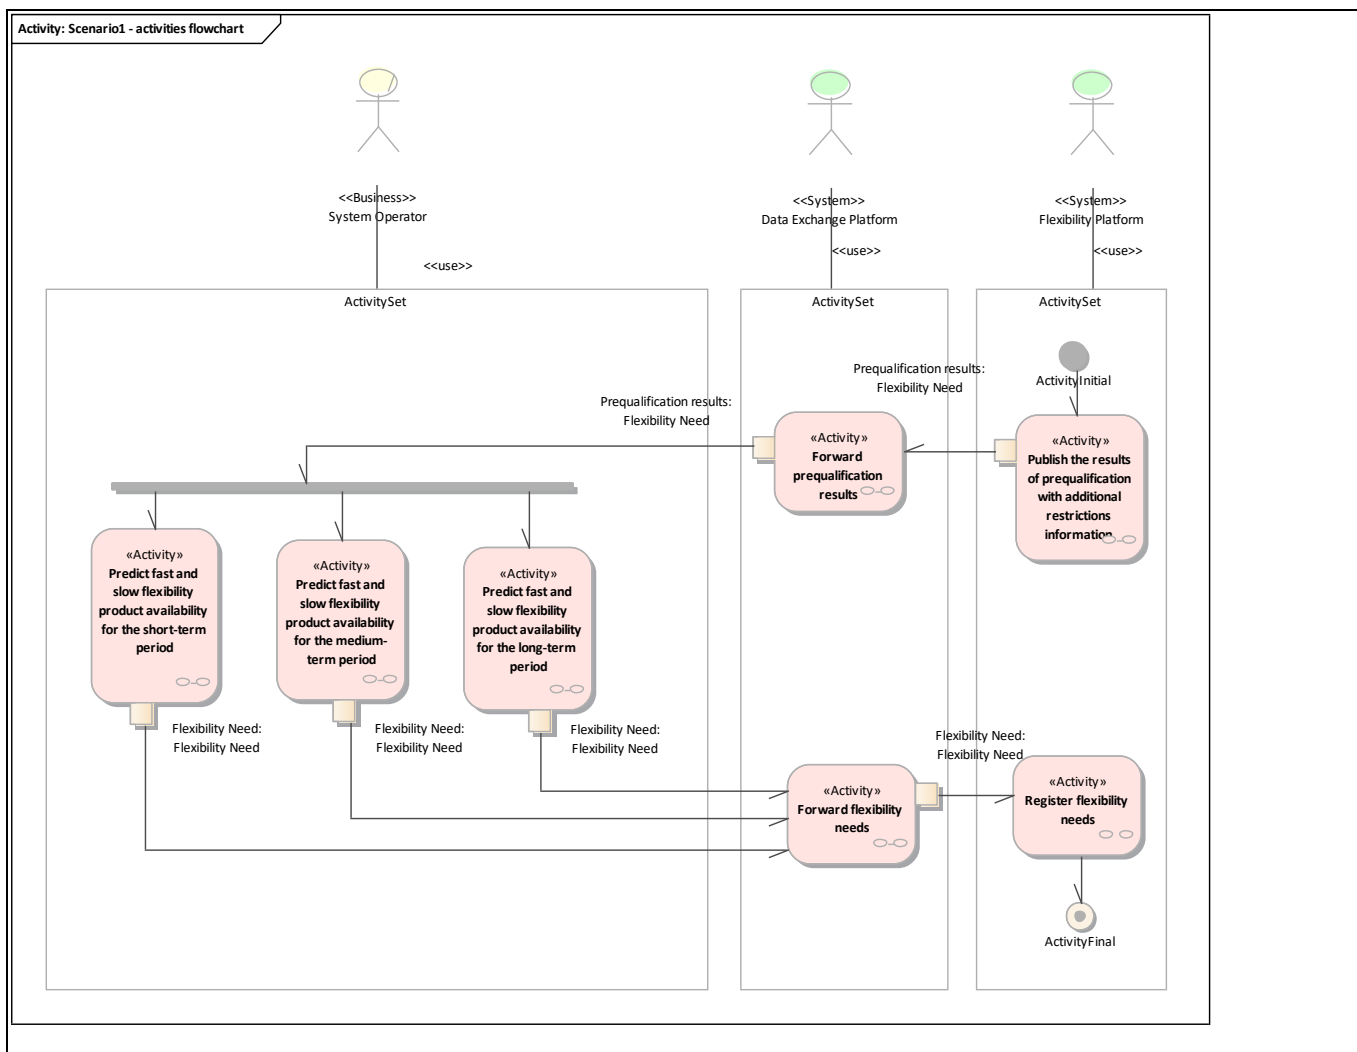 Activity: Scenario1 - activities flowchart
<<Business>>
System Operator
<<use>>
<<System>>
Data Exchange Platform
<<use>>
<<System>>
Flexibility Platform
<<use>>
ActivitySet
ActivitySet
ActivitySet
ActivityInitial
Prequalification results:
Flexibility Need
Prequalification results:
Flexibility Need
«Activity»
Forward
prequalification
results
«Activity»
Publish the results
of prequalification
with additional
restrictions
information
«Activity»
Predict fast and
slow flexibility
product availability
for the short-term
period
«Activity»
Predict fast and
slow flexibility
product availability
for the medium-
term period
«Activity»
Predict fast and
slow flexibility
product availability
for the long-term
period
Flexibility Need:
Flexibility Need
Flexibility Need:
Flexibility Need
Flexibility Need:
Flexibility Need
Flexibility Need:
Flexibility Need
«Activity»
Forward flexibility
needs
«Activity»
Register flexibility
needs
ActivityFinal